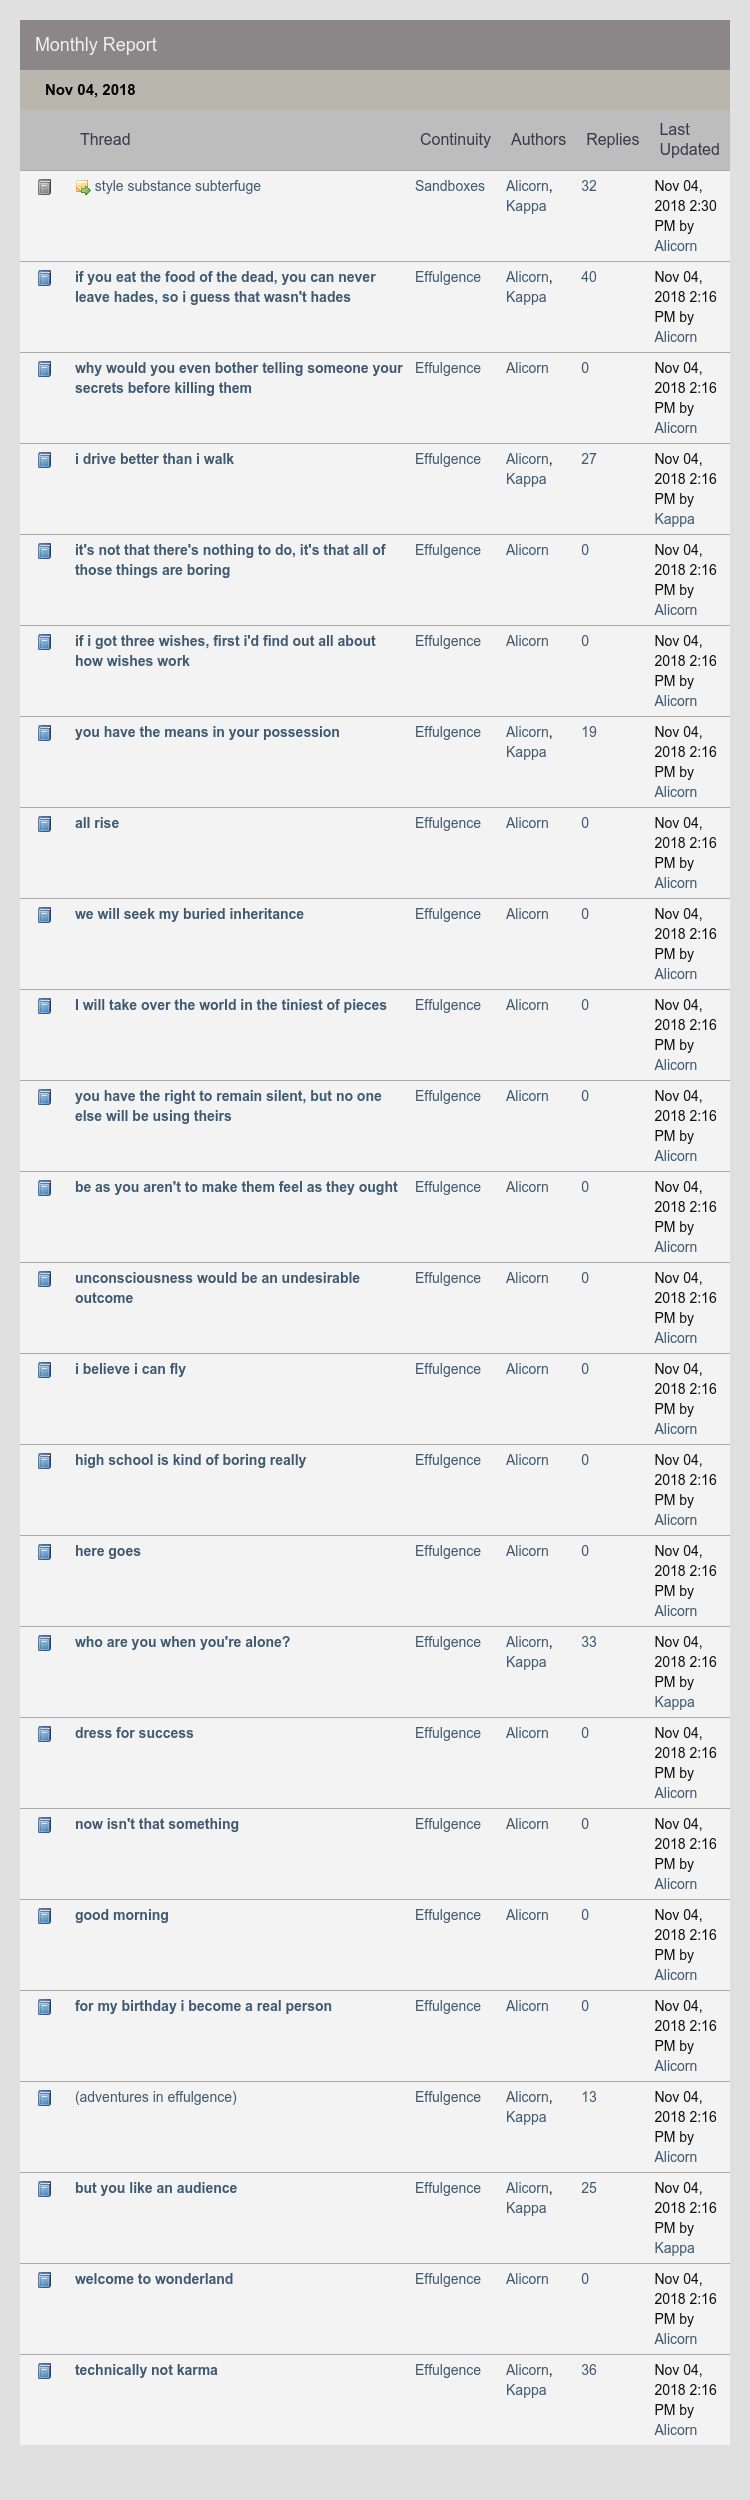 Monthly Report
Nov 04, 2018
Thread Continuity Authors Replies Last Updated
style substance subterfuge Sandboxes Alicorn, 32 Nov 04,
Kappa 2018 2:30
PM by
Alicorn
if you eat the food of the dead, you can never Effulgence Alicorn, 40 Nov 04,
leave hades, so i guess that wasn't hades Kappa 2018 2:16
PM by
Alicorn
why would you even bother telling someone your Effulgence Alicorn 0 Nov 04,
secrets before killing them 2018 2:16
PM by
Alicorn
i drive better than i walk Effulgence Alicorn, 27 Nov 04,
Kappa 2018 2:16
PM by
Kappa
it's not that there's nothing to do, it's that all of Effulgence Alicorn 0 Nov 04,
those things are boring 2018 2:16
PM by
Alicorn
if i got three wishes, first i'd find out all about Effulgence Alicorn 0 Nov 04,
how wishes work 2018 2:16
PM by
Alicorn
you have the means in your possession Effulgence Alicorn, 19 Nov 04,
Kappa 2018 2:16
PM by
Alicorn
all rise Effulgence Alicorn 0 Nov 04,
2018 2:16
PM by
Alicorn
we will seek my buried inheritance Effulgence Alicorn 0 Nov 04,
2018 2:16
PM by
Alicorn
I will take over the world in the tiniest of pieces Effulgence Alicorn 0 Nov 04,
2018 2:16
PM by
Alicorn
you have the right to remain silent, but no one Effulgence Alicorn 0 Nov 04,
else will be using theirs 2018 2:16
PM by
Alicorn
be as you aren't to make them feel as they ought Effulgence Alicorn 0 Nov 04,
2018 2:16
PM by
Alicorn
unconsciousness would be an undesirable Effulgence Alicorn 0 Nov 04,
outcome 2018 2:16
PM by
Alicorn
i believe i can fly Effulgence Alicorn 0 Nov 04,
2018 2:16
PM by
Alicorn
high school is kind of boring really Effulgence Alicorn 0 Nov 04,
2018 2:16
PM by
Alicorn
here goes Effulgence Alicorn 0 Nov 04,
2018 2:16
PM by
Alicorn
who are you when you're alone? Effulgence Alicorn, 33 Nov 04,
Kappa 2018 2:16
PM by
Kappa
dress for success Effulgence Alicorn 0 Nov 04,
2018 2:16
PM by
Alicorn
now isn't that something Effulgence Alicorn 0 Nov 04,
2018 2:16
PM by
Alicorn
good morning Effulgence Alicorn 0 Nov 04,
2018 2:16
PM by
Alicorn
for my birthday i become a real person Effulgence Alicorn 0 Nov 04,
2018 2:16
PM by
Alicorn
(adventures in effulgence) Effulgence Alicorn, 13 Nov 04,
Kappa 2018 2:16
PM by
Alicorn
but you like an audience Effulgence Alicorn, 25 Nov 04,
Kappa 2018 2:16
PM by
Kappa
welcome to wonderland Effulgence Alicorn 0 Nov 04,
2018 2:16
PM by
Alicorn
technically not karma Effulgence Alicorn, 36 Nov 04,
Kappa 2018 2:16
PM by
Alicorn